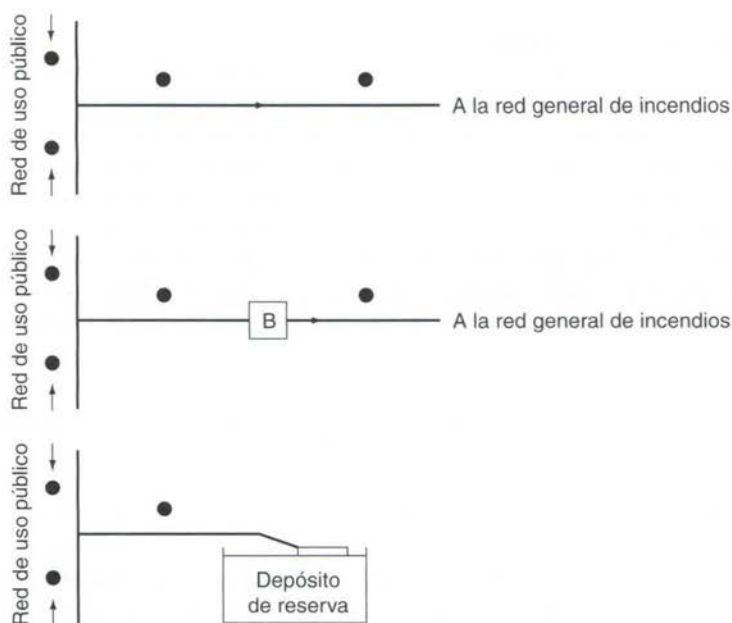 Red de uso público
A la red general de incendios
Red de uso público
B
A la red general de incendios
Red de uso público
Depósito
de reserva